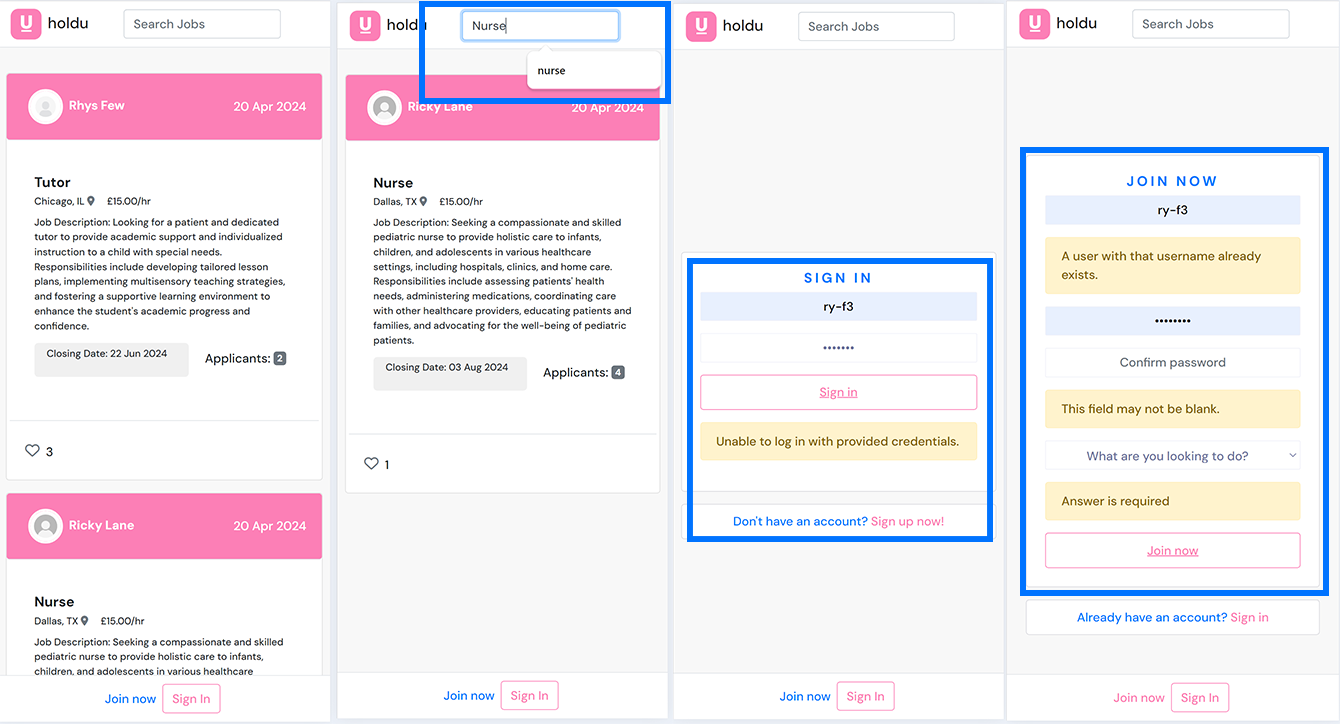 holdu
Search Jobs
Rhys Few
20 Apr 2024
Tutor
Chicago, IL £15.00/hr
Job Description: Looking for a patient and dedicated
tutor to provide academic support and individualized
instruction to a child with special needs.
Responsibilities include developing tailored lesson
plans, implementing multisensory teaching strategies,
and fostering a supportive learning environment to
enhance the student's academic progress and
confidence.
Closing Date: 22 Jun 2024
Applicants: 2
3
Ricky Lane
20 Apr 2024
Nurse
Dallas, TX £15.00/hr
Job Description: Seeking a compassionate and skilled
pediatric nurse to provide holistic care to infants,
children, and adolescents in various healthcare
Join now Sign In
holdu
Nurse
nurse
Ricky Lane
20 Apr 2024
Nurse
Dallas, TX £15.00/hr
Job Description: Seeking a compassionate and skilled
pediatric nurse to provide holistic care to infants,
children, and adolescents in various healthcare
settings, including hospitals, clinics, and home care.
Responsibilities include assessing patients' health
needs, administering medications, coordinating care
with other healthcare providers, educating patients and
families, and advocating for the well-being of pediatric
patients.
Closing Date: 03 Aug 2024
Applicants: 4
1
Join now Sign In
holdu
Search Jobs
SIGN IN
ry-f3
•••••••
Sign in
Unable to log in with provided credentials.
Don't have an account? Sign up now!
Join now Sign In
holdu
Search Jobs
JOIN NOW
ry-f3
A user with that username already
exists.
••••••••
Confirm password
This field may not be blank.
What are you looking to do?
Answer is required
Join now
Already have an account? Sign in
Join now Sign In